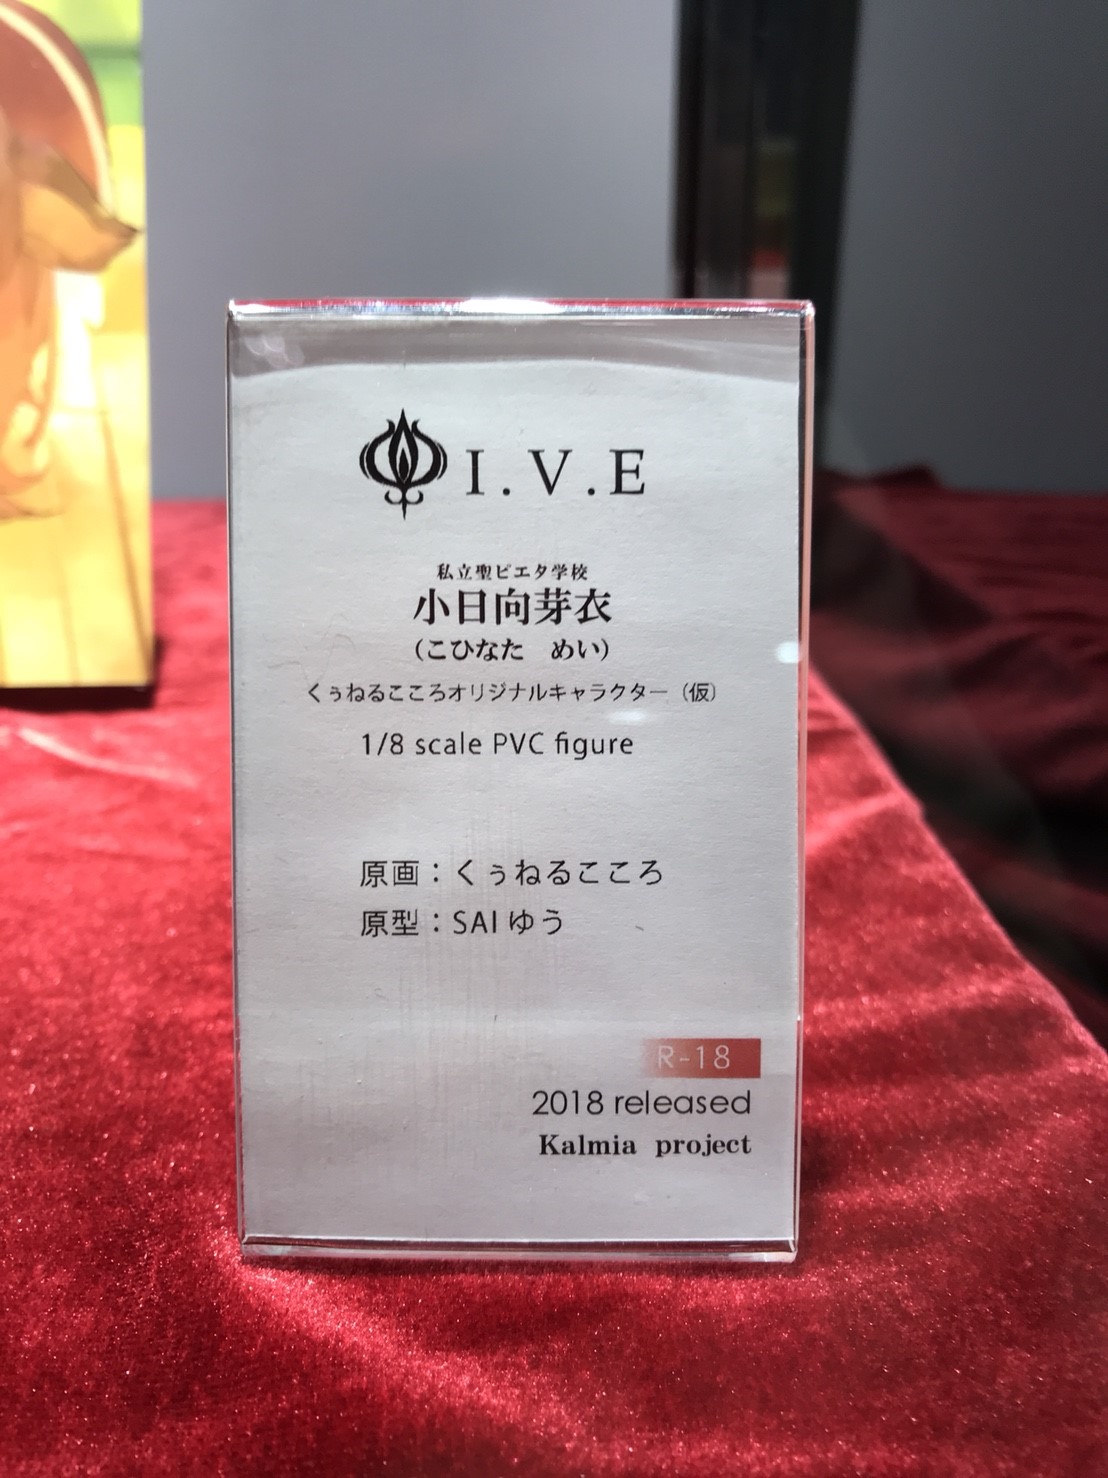 I.V.E
私立聖ピエタ学校
小日向芽衣
（こひなた　めい）
くぅねるこころオリジナルキャラクター（仮）
1/8 scale PVC figure
原画：くぅねるこころ
原型：SAIゆう
R-18
2018 released
Kalmia project